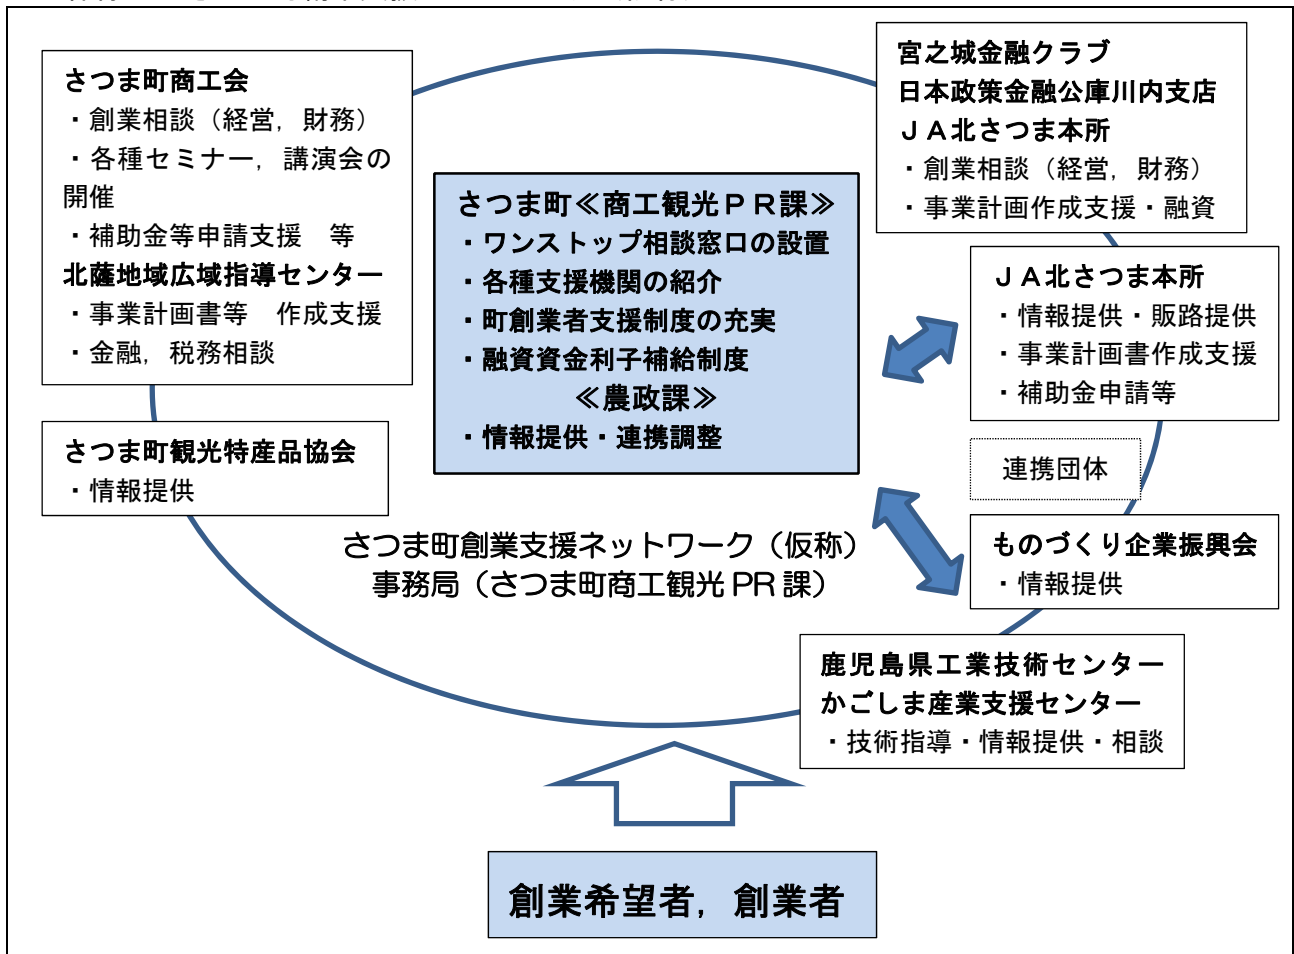 さつま町商工会
・創業相談（経営，財務）
・各種セミナー，講演会の
開催
・補助金等申請支援　等
北薩地域広域指導センター
・事業計画書等　作成支援
・金融，税務相談
さつま町観光特産品協会
・情報提供
さつま町≪商工観光ＰＲ課≫
・ワンストップ相談窓口の設置
・各種支援機関の紹介
・町創業者支援制度の充実
・融資資金利子補給制度
≪農政課≫
・情報提供・連携調整
宮之城金融クラブ
日本政策金融公庫川内支店
ＪＡ北さつま本所
・創業相談（経営，財務）
・事業計画作成支援・融資
ＪＡ北さつま本所
・情報提供・販路提供
・事業計画書作成支援
・補助金申請等
連携団体
ものづくり企業振興会
・情報提供
さつま町創業支援ネットワーク（仮称）
事務局（さつま町商工観光 PR 課）
鹿児島県工業技術センター
かごしま産業支援センター
・技術指導・情報提供・相談
創業希望者，創業者